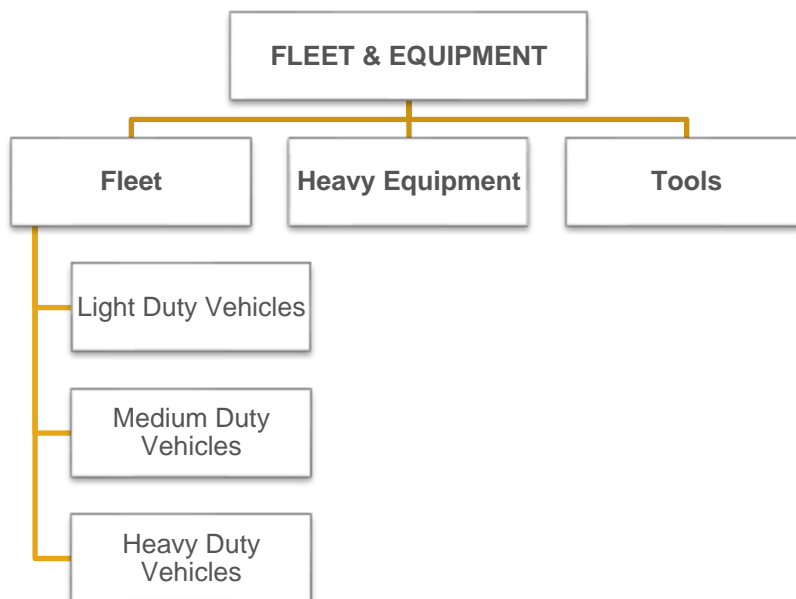 FLEET & EQUIPMENT
Fleet
Heavy Equipment
Tools
Light Duty Vehicles
Medium Duty
Vehicles
Heavy Duty
Vehicles